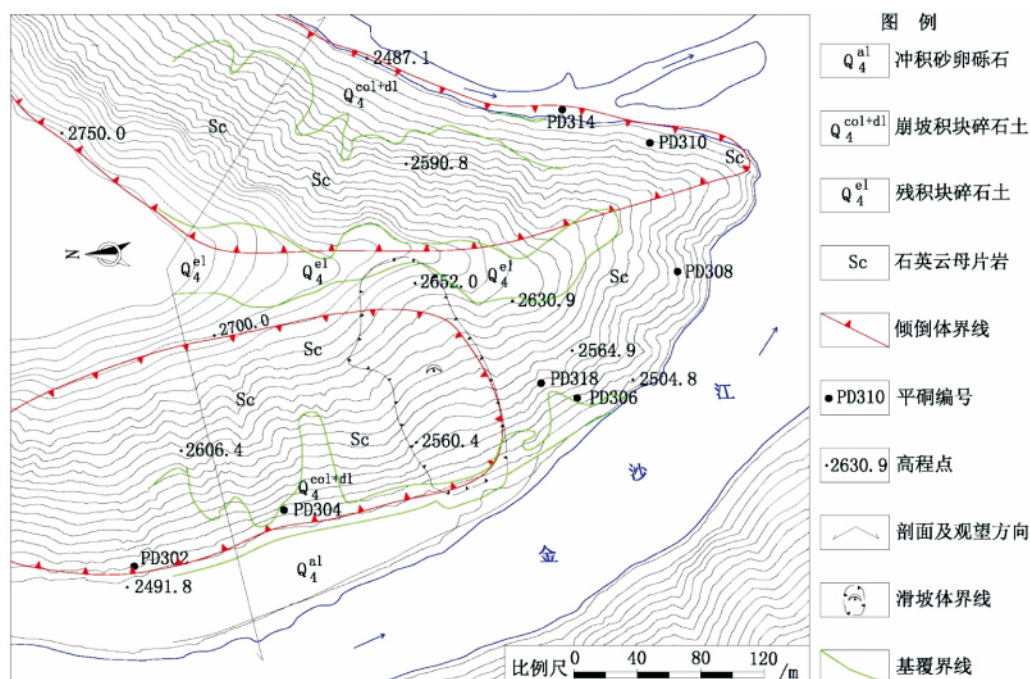 2487.1
Q₄ᶜᵒˡ⁺ᵈˡ
PD314
2750.0
Sc
PD310
Sc
2590.8
Sc
N
Q₄ᵉˡ
Q₄ᵉˡ
2652.0
Q₄ᵉˡ
Sc
PD308
2630.9
2700.0
Sc
2564.9
PD318
2504.8
PD306
江
Sc
2606.4
Sc
2560.4
沙
Q₄ᶜᵒˡ⁺ᵈˡ
PD304
金
PD302
Q₄ᵃˡ
2491.8
比例尺 0 40 80 120 /m
图 例
Q₄ᵃˡ 冲积砂卵砾石
Q₄ᶜᵒˡ⁺ᵈˡ 崩坡积块碎石土
Q₄ᵉˡ 残积块碎石土
Sc 石英云母片岩
倾倒体界线
PD310 平硐编号
2630.9 高程点
剖面及观望方向
滑坡体界线
基覆界线